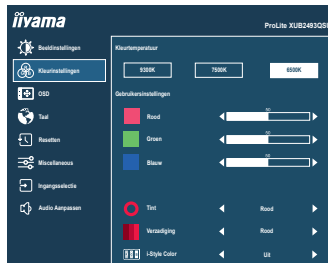 iiyama
ProLite XUB2493QSU
Beeldinstellingen
Kleurinstellingen
OSD
Taal
Resetten
Miscellaneous
Ingangsselectie
Audio Aanpassen
Kleurtemperatuur
9300K 7500K 6500K
Gebruikersinstellingen
Rood 50
Groen 50
Blauw 50
Tint Rood
Verzadiging Rood
i-Style Color Uit